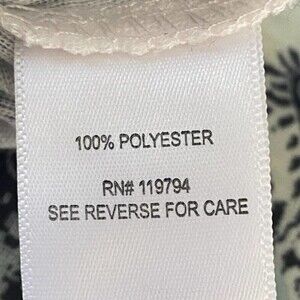 100% POLYESTER
RN# 119794
SEE REVERSE FOR CARE